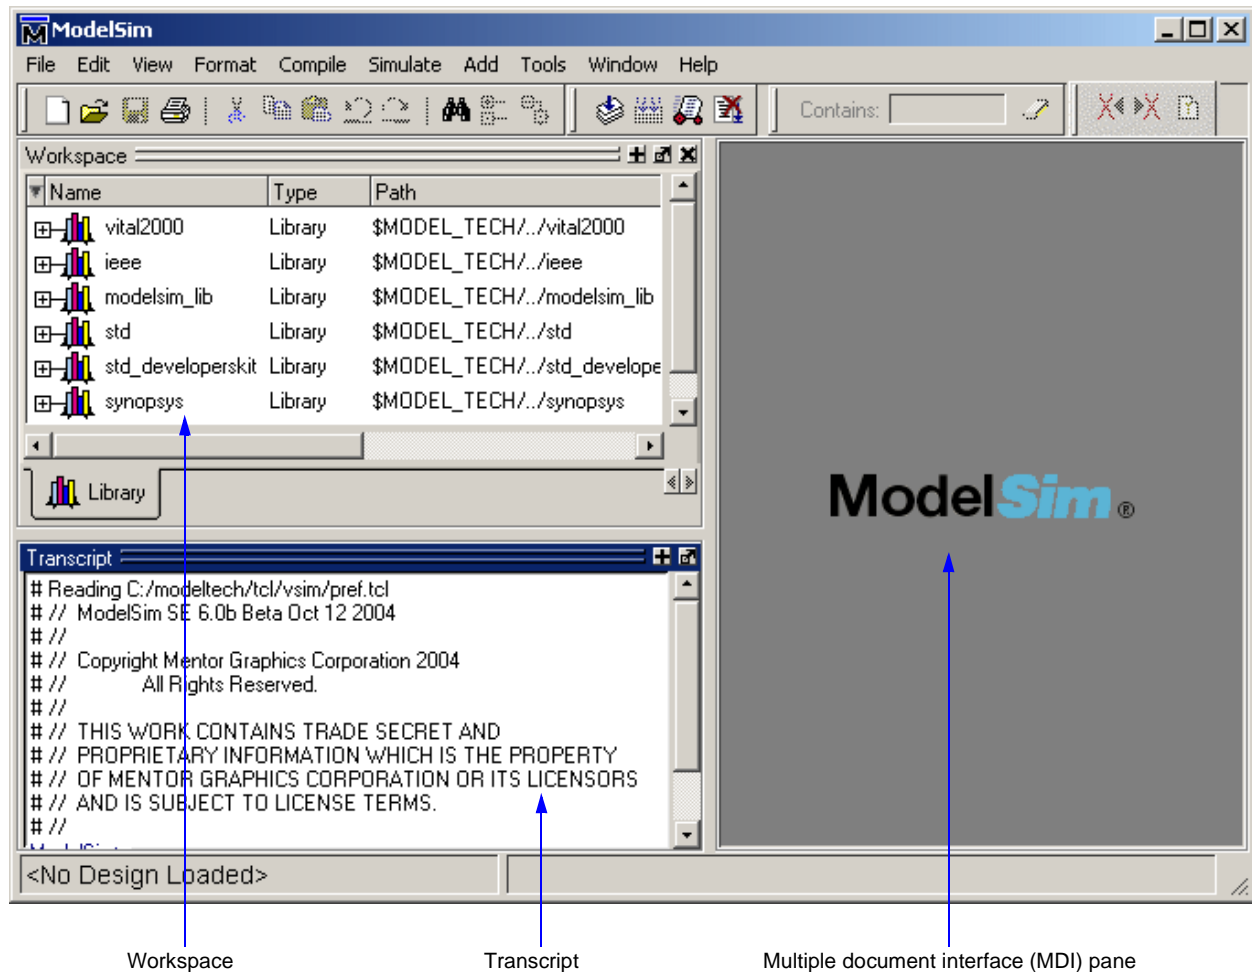 ModelSim
File Edit View Format Compile Simulate Add Tools Window Help
Contains:
Workspace
Name Type Path
vital2000 Library $MODEL_TECH/../vital2000
ieee Library $MODEL_TECH/../ieee
modelsim_lib Library $MODEL_TECH/../modelsim_lib
std Library $MODEL_TECH/../std
std_developerskit Library $MODEL_TECH/../std_develope
synopsys Library $MODEL_TECH/../synopsys
Library
ModelSim ®
Transcript
# Reading C:/modeltech/tcl/vsim/pref.tcl
# // ModelSim SE 6.0b Beta Oct 12 2004
# //
# // Copyright Mentor Graphics Corporation 2004
# // All Rights Reserved.
# //
# // THIS WORK CONTAINS TRADE SECRET AND
# // PROPRIETARY INFORMATION WHICH IS THE PROPERTY
# // OF MENTOR GRAPHICS CORPORATION OR ITS LICENSORS
# // AND IS SUBJECT TO LICENSE TERMS.
# //
<No Design Loaded>
Workspace Transcript Multiple document interface (MDI) pane